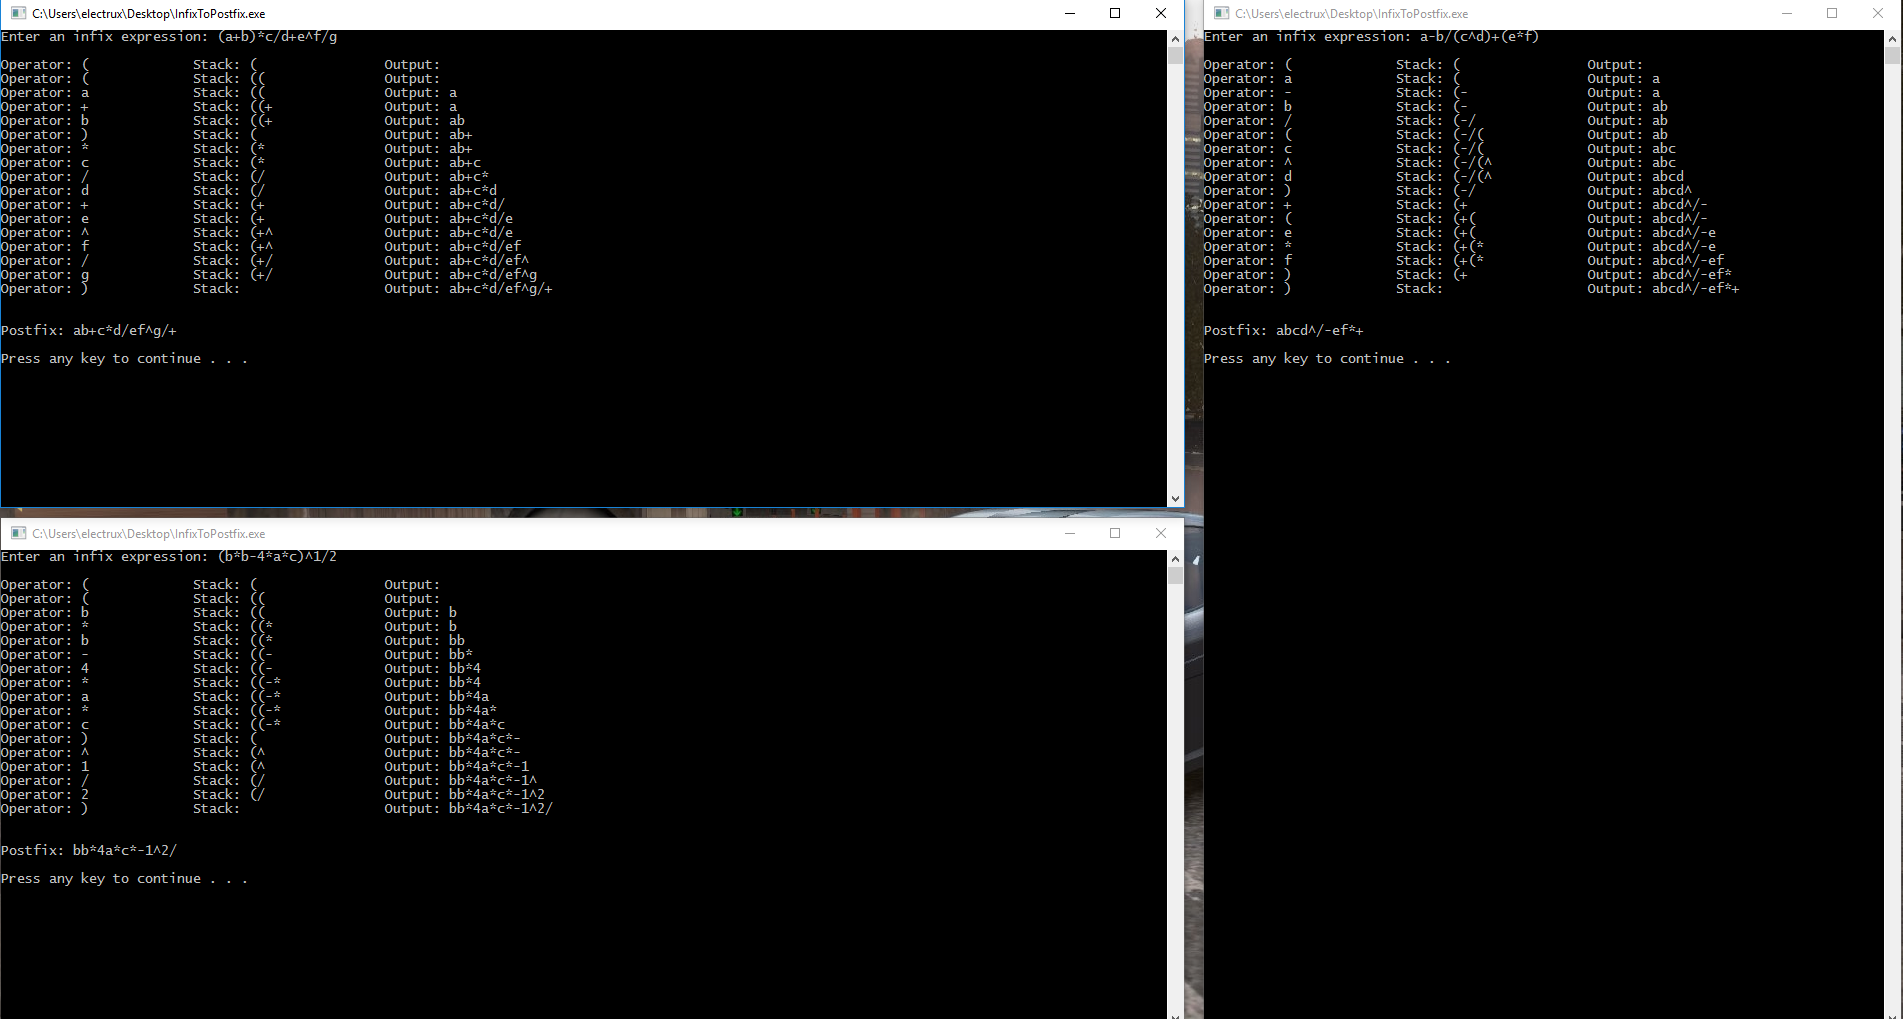 C:\Users\electrux\Desktop\InfixToPostfix.exe
Enter an infix expression: (a+b)*c/d+e^f/g
Operator: ( Stack: ( Output:
Operator: ( Stack: (( Output:
Operator: a Stack: (( Output: a
Operator: + Stack: ((+ Output: a
Operator: b Stack: ((+ Output: ab
Operator: ) Stack: ( Output: ab+
Operator: * Stack: (* Output: ab+
Operator: c Stack: (* Output: ab+c
Operator: / Stack: (/ Output: ab+c*
Operator: d Stack: (/ Output: ab+c*d
Operator: + Stack: (+ Output: ab+c*d/
Operator: e Stack: (+ Output: ab+c*d/e
Operator: ^ Stack: (+^ Output: ab+c*d/e
Operator: f Stack: (+^ Output: ab+c*d/ef
Operator: / Stack: (+/ Output: ab+c*d/ef^
Operator: g Stack: (+/ Output: ab+c*d/ef^g
Operator: ) Stack: Output: ab+c*d/ef^g/+
Postfix: ab+c*d/ef^g/+
Press any key to continue . . .
C:\Users\electrux\Desktop\InfixToPostfix.exe
Enter an infix expression: a-b/(c^d)+(e*f)
Operator: ( Stack: ( Output:
Operator: a Stack: ( Output: a
Operator: - Stack: (- Output: a
Operator: b Stack: (- Output: ab
Operator: / Stack: (-/ Output: ab
Operator: ( Stack: (-/( Output: ab
Operator: c Stack: (-/( Output: abc
Operator: ^ Stack: (-/(^ Output: abc
Operator: d Stack: (-/(^ Output: abcd
Operator: ) Stack: (-/ Output: abcd^
Operator: + Stack: (+ Output: abcd^/-
Operator: ( Stack: (+( Output: abcd^/-
Operator: e Stack: (+( Output: abcd^/-e
Operator: * Stack: (+(* Output: abcd^/-e
Operator: f Stack: (+(* Output: abcd^/-ef
Operator: ) Stack: (+ Output: abcd^/-ef*
Operator: ) Stack: Output: abcd^/-ef*+
Postfix: abcd^/-ef*+
Press any key to continue . . .
C:\Users\electrux\Desktop\InfixToPostfix.exe
Enter an infix expression: (b*b-4*a*c)^1/2
Operator: ( Stack: ( Output:
Operator: ( Stack: (( Output:
Operator: b Stack: (( Output: b
Operator: * Stack: ((* Output: b
Operator: b Stack: ((* Output: bb
Operator: - Stack: ((- Output: bb*
Operator: 4 Stack: ((- Output: bb*4
Operator: * Stack: ((-* Output: bb*4
Operator: a Stack: ((-* Output: bb*4a
Operator: * Stack: ((-* Output: bb*4a*
Operator: c Stack: ((-* Output: bb*4a*c
Operator: ) Stack: ( Output: bb*4a*c*-
Operator: ^ Stack: (^ Output: bb*4a*c*-
Operator: 1 Stack: (^ Output: bb*4a*c*-1
Operator: / Stack: (/ Output: bb*4a*c*-1^
Operator: 2 Stack: (/ Output: bb*4a*c*-1^2
Operator: ) Stack: Output: bb*4a*c*-1^2/
Postfix: bb*4a*c*-1^2/
Press any key to continue . . .